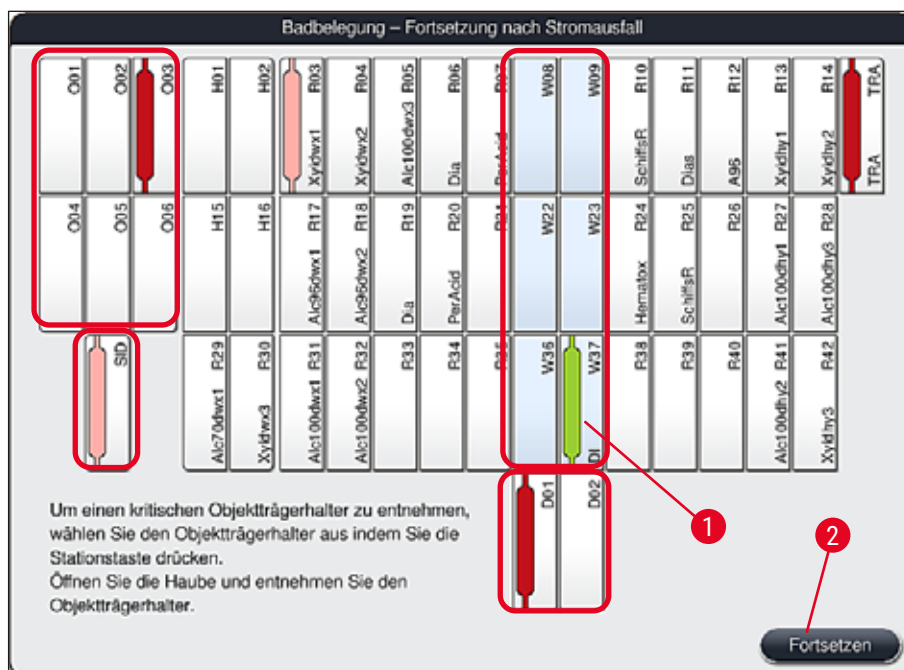 Badbelegung – Fortsetzung nach Stromausfall
O01
O02
O03
H01
H02
R03 Xyldwx1
R04 Xyldwx2
R05 Alc100dwx3
R06 Dia
R07 PerAcid
W08
W09
R10 SchiffsR
R11 Dias
R12 A96
R13 Xyldhy1
R14 Xyldhy2
TRA TRA
O04
O05
O06
H15
H16
R17 Alc96dwx1
R18 Alc96dwx2
R19 Dia
R20 PerAcid
R21
W22
W23
R24 Hematox
R25 SchiffsR
R26
R27 Alc100dhy1
R28 Alc100dhy3
SID
R29 Alc70dwx1
R30 Xyldwx3
R31 Alc100dwx1
R32 Alc100dwx2
R33
R34
R35
W36
W37 DI
R38
R39
R40
R41 Alc100dhy2
R42 Xyldhy3
D01
D02
Um einen kritischen Objektträgerhalter zu entnehmen,
wählen Sie den Objektträgerhalter aus indem Sie die
Stationstaste drücken.
Öffnen Sie die Haube und entnehmen Sie den
Objektträgerhalter.
1
2
Fortsetzen